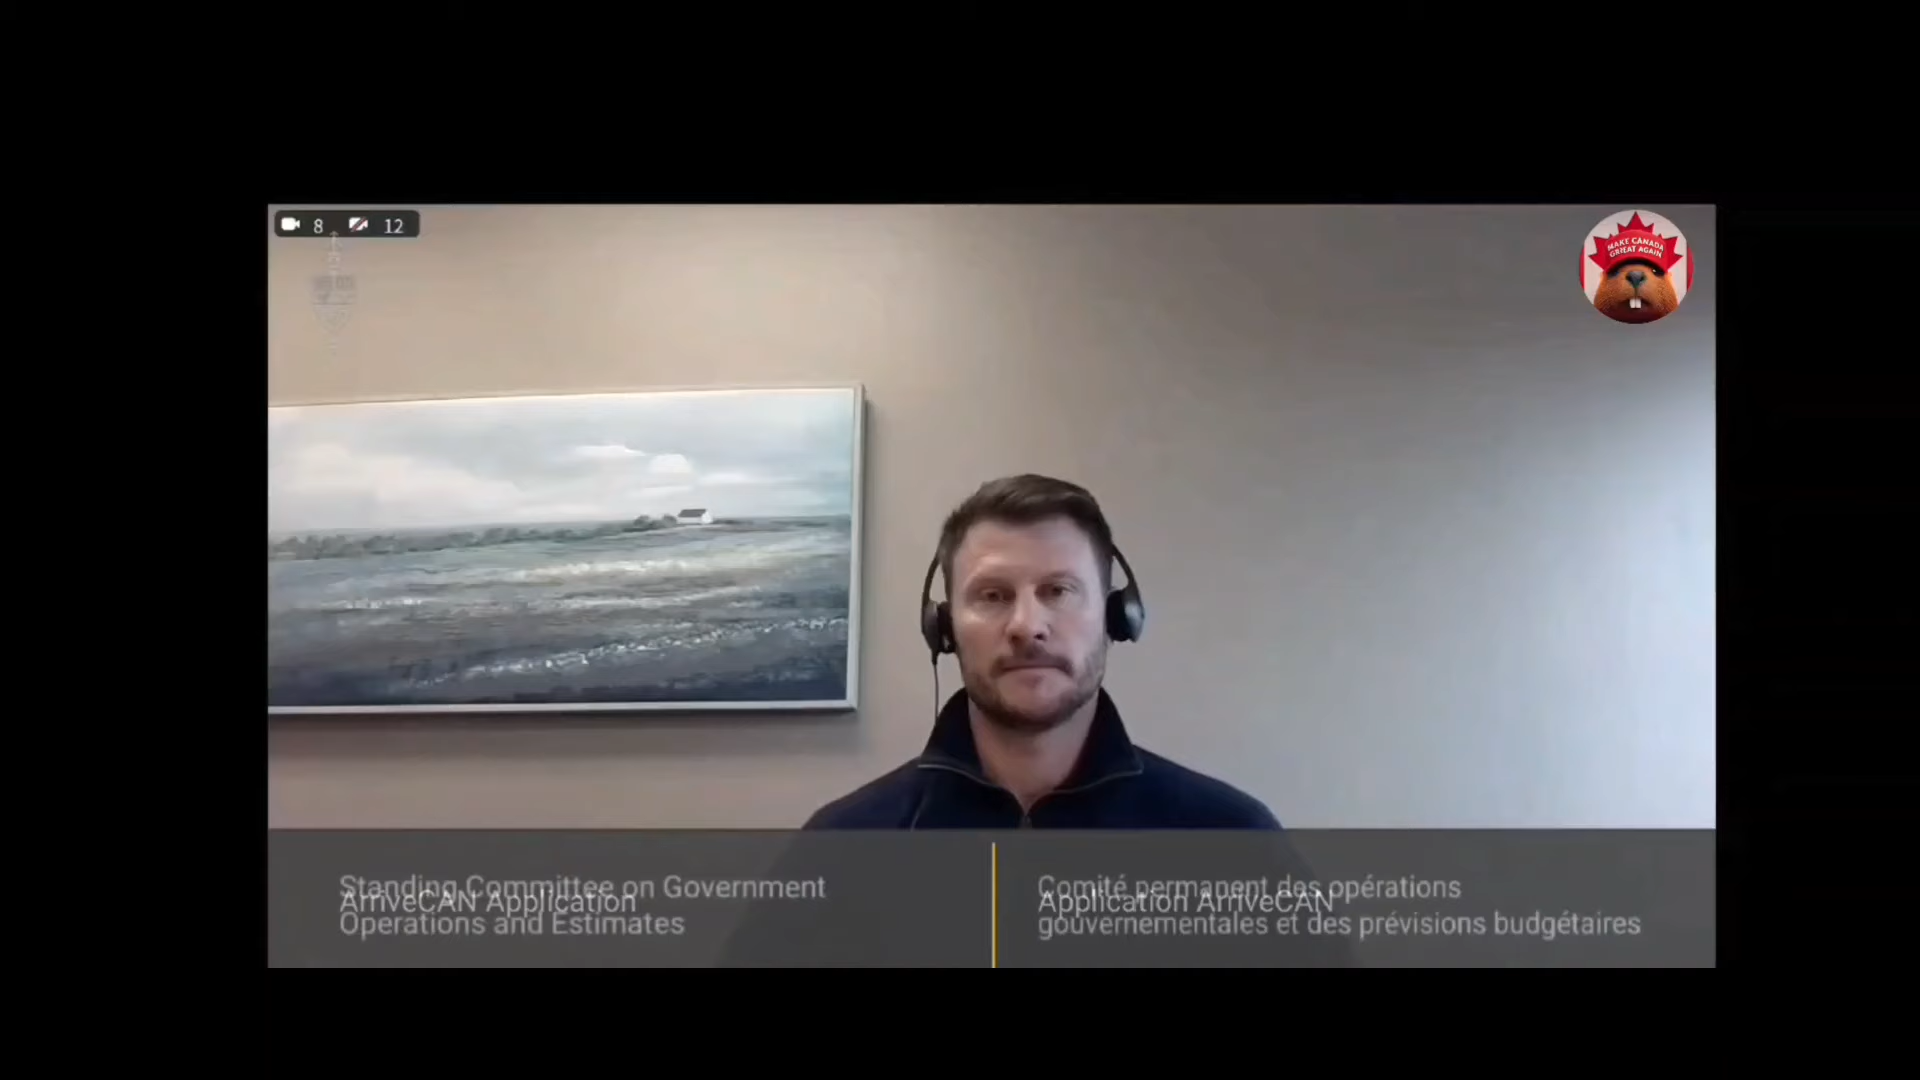 8 12
MAKE CANADA
GREAT AGAIN
Standing Committee on Government
Operations and Estimates
ArriveCAN Application
Comité permanent des opérations
gouvernementales et des prévisions budgétaires
Application ArriveCAN